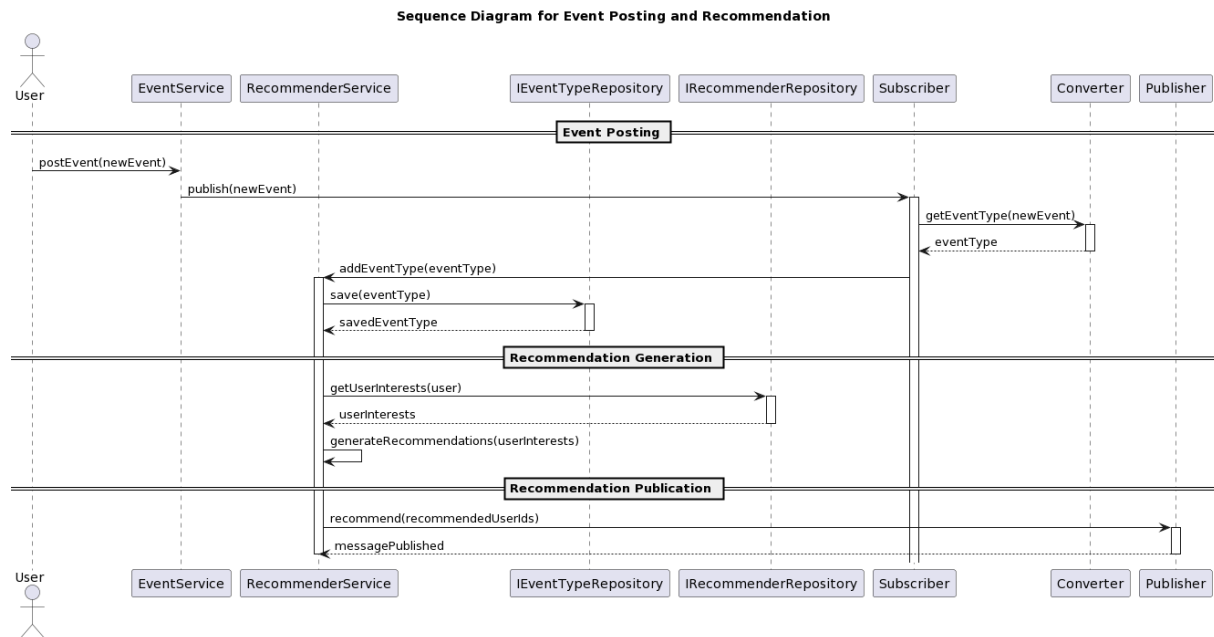 Sequence Diagram for Event Posting and Recommendation
User
EventService
RecommenderService
IEventTypeRepository
IRecommenderRepository
Subscriber
Converter
Publisher
Event Posting
postEvent(newEvent)
publish(newEvent)
getEventType(newEvent)
eventType
addEventType(eventType)
save(eventType)
savedEventType
Recommendation Generation
getUserInterests(user)
userInterests
generateRecommendations(userInterests)
Recommendation Publication
recommend(recommendedUserIds)
messagePublished
User
EventService
RecommenderService
IEventTypeRepository
IRecommenderRepository
Subscriber
Converter
Publisher